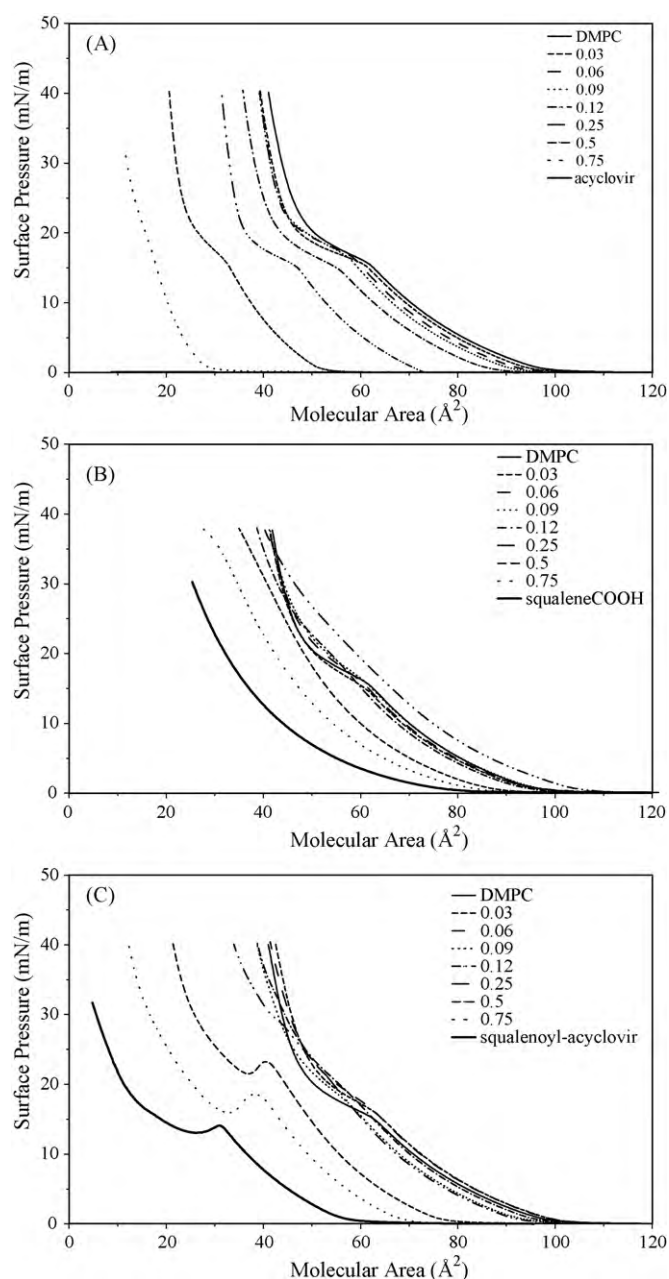 (A)
DMPC
0.03
0.06
0.09
0.12
0.25
0.5
0.75
acyclovir
50
40
30
20
10
0
Surface Pressure (mN/m)
0 20 40 60 80 100 120
Molecular Area (Å²)
(B)
DMPC
0.03
0.06
0.09
0.12
0.25
0.5
0.75
squaleneCOOH
50
40
30
20
10
0
Surface Pressure (mN/m)
0 20 40 60 80 100 120
Molecular Area (Å²)
(C)
DMPC
0.03
0.06
0.09
0.12
0.25
0.5
0.75
squalenoyl-acyclovir
50
40
30
20
10
0
Surface Pressure (mN/m)
0 20 40 60 80 100 120
Molecular Area (Å²)